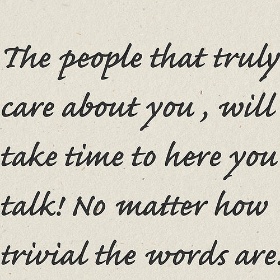 The people that truly
care about you , will
take time to here you
talk! No matter how
trivial the words are.